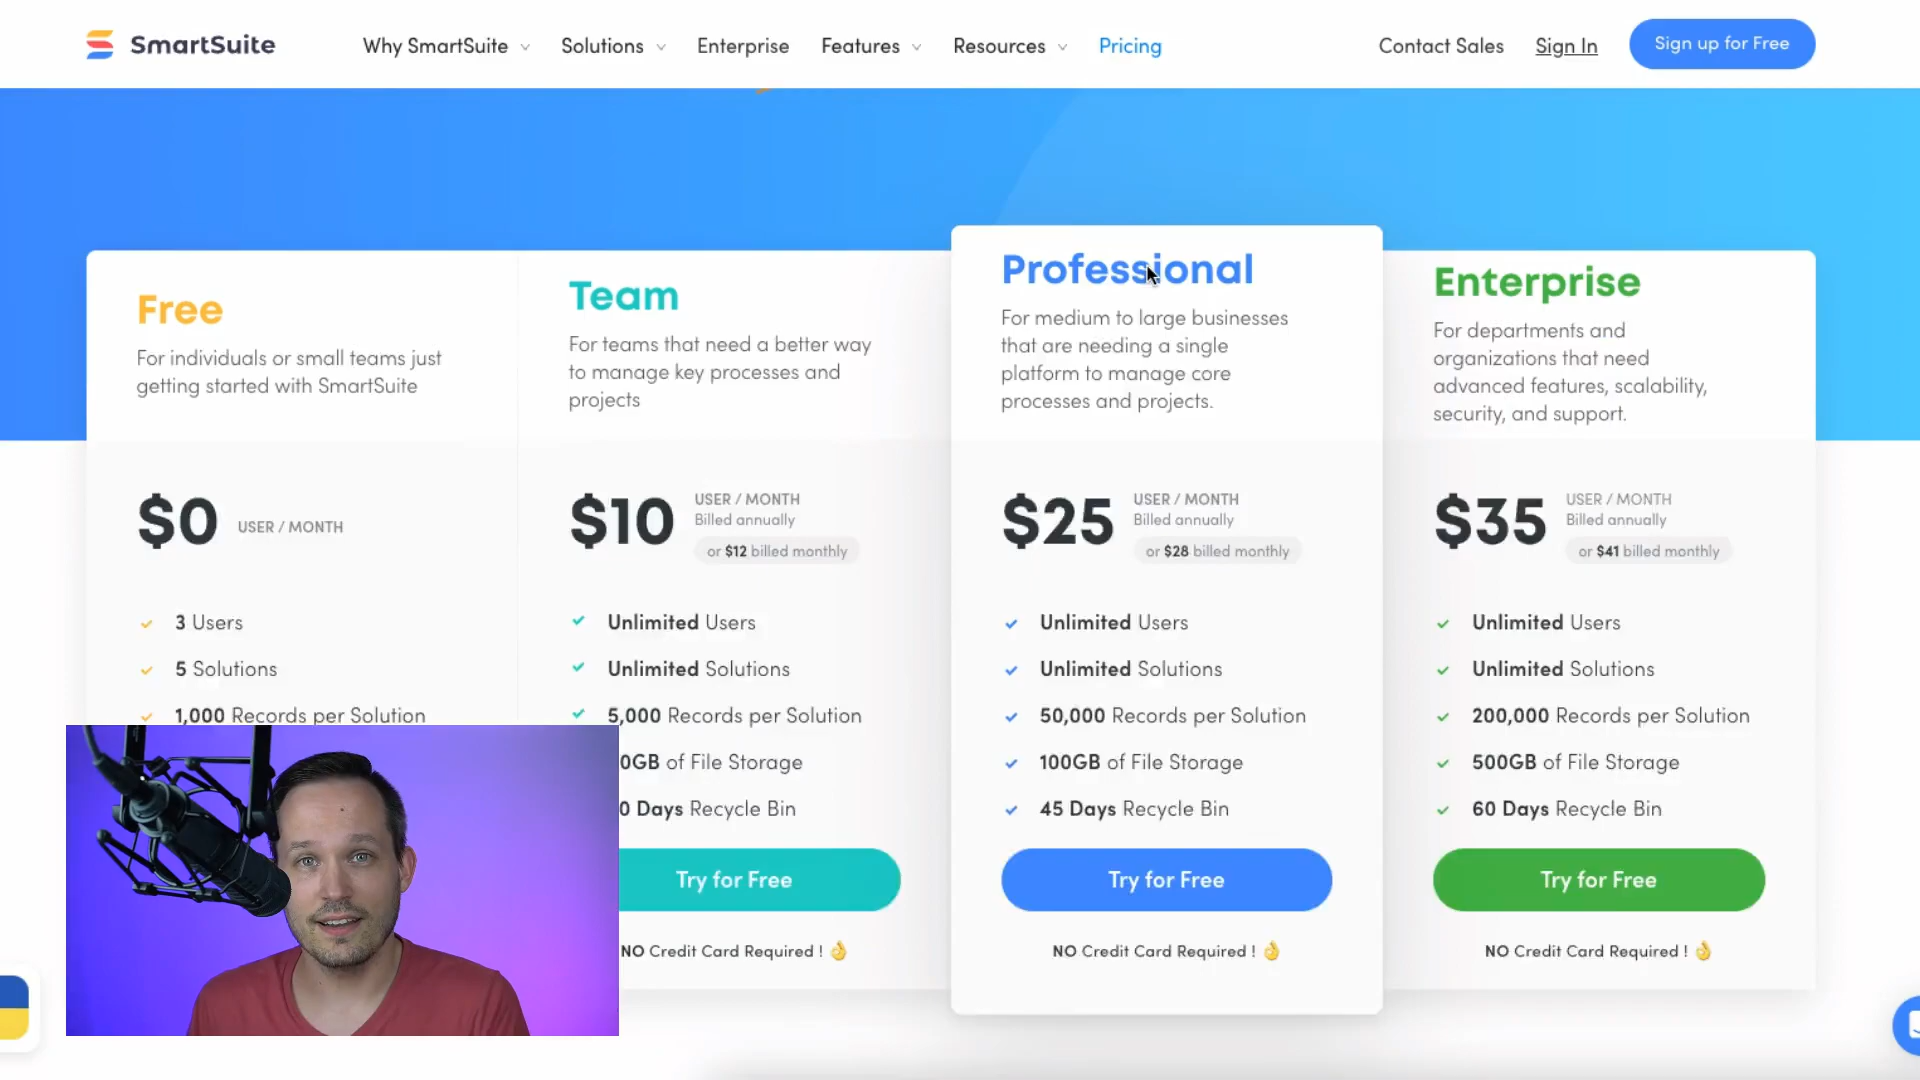 SmartSuite
Why SmartSuite
Solutions
Enterprise
Features
Resources
Pricing
Contact Sales
Sign In
Sign up for Free
Free
For individuals or small teams just
getting started with SmartSuite
$0 USER / MONTH
3 Users
5 Solutions
1,000 Records per Solution
Team
For teams that need a better way
to manage key processes and
projects
$10
USER / MONTH
Billed annually
or $12 billed monthly
Unlimited Users
Unlimited Solutions
5,000 Records per Solution
0GB of File Storage
0 Days Recycle Bin
Try for Free
NO Credit Card Required ! 👌
Professional
For medium to large businesses
that are needing a single
platform to manage core
processes and projects.
$25
USER / MONTH
Billed annually
or $28 billed monthly
Unlimited Users
Unlimited Solutions
50,000 Records per Solution
100GB of File Storage
45 Days Recycle Bin
Try for Free
NO Credit Card Required ! 👌
Enterprise
For departments and
organizations that need
advanced features, scalability,
security, and support.
$35
USER / MONTH
Billed annually
or $41 billed monthly
Unlimited Users
Unlimited Solutions
200,000 Records per Solution
500GB of File Storage
60 Days Recycle Bin
Try for Free
NO Credit Card Required ! 👌